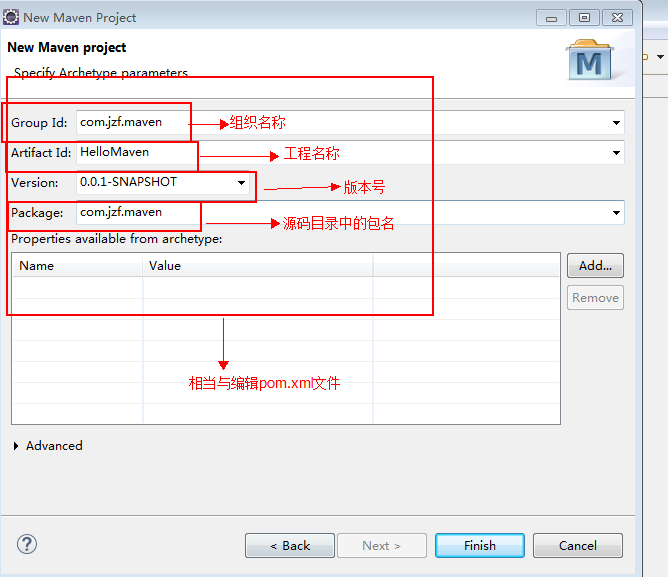 New Maven Project
New Maven project
Specify Archetype parameters
M
Group Id: com.jzf.maven 组织名称
Artifact Id: HelloMaven 工程名称
Version: 0.0.1-SNAPSHOT 版本号
Package: com.jzf.maven 源码目录中的包名
Properties available from archetype:
Name Value Add...
Remove
相当与编辑pom.xml文件
Advanced
? < Back Next > Finish Cancel